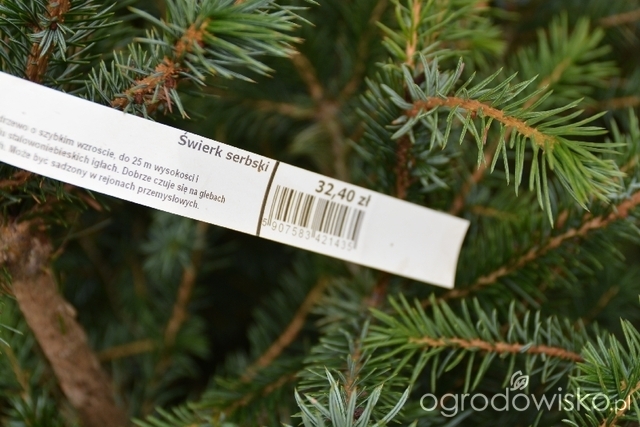 Świerk serbski
drzewo o szybkim wzroście, do 25 m wysokości i
stalowoniebieskich igłach. Dobrze czuje się na glebach
Może być sadzony w rejonach przemysłowych.
32,40 zł
5907583421435
ogrodowisko.pl